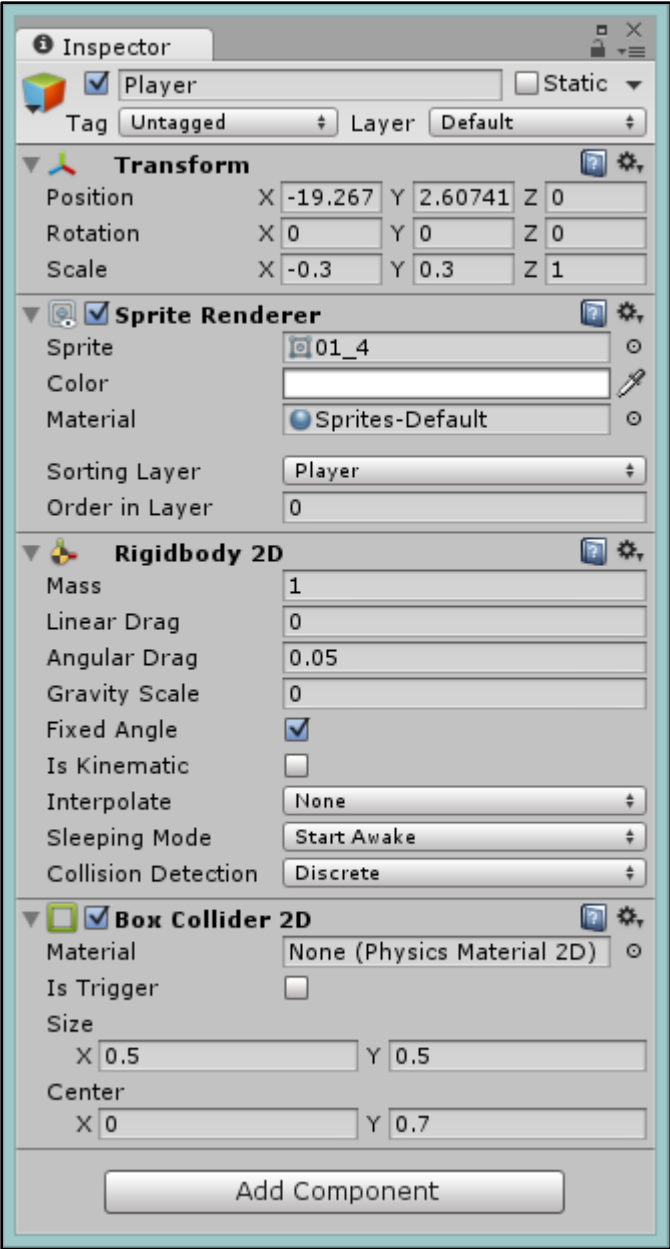 Inspector
Player Static
Tag Untagged Layer Default
Transform
Position X -19.267 Y 2.60741 Z 0
Rotation X 0 Y 0 Z 0
Scale X -0.3 Y 0.3 Z 1
Sprite Renderer
Sprite 01_4
Color
Material Sprites-Default
Sorting Layer Player
Order in Layer 0
Rigidbody 2D
Mass 1
Linear Drag 0
Angular Drag 0.05
Gravity Scale 0
Fixed Angle
Is Kinematic
Interpolate None
Sleeping Mode Start Awake
Collision Detection Discrete
Box Collider 2D
Material None (Physics Material 2D)
Is Trigger
Size
X 0.5 Y 0.5
Center
X 0 Y 0.7
Add Component